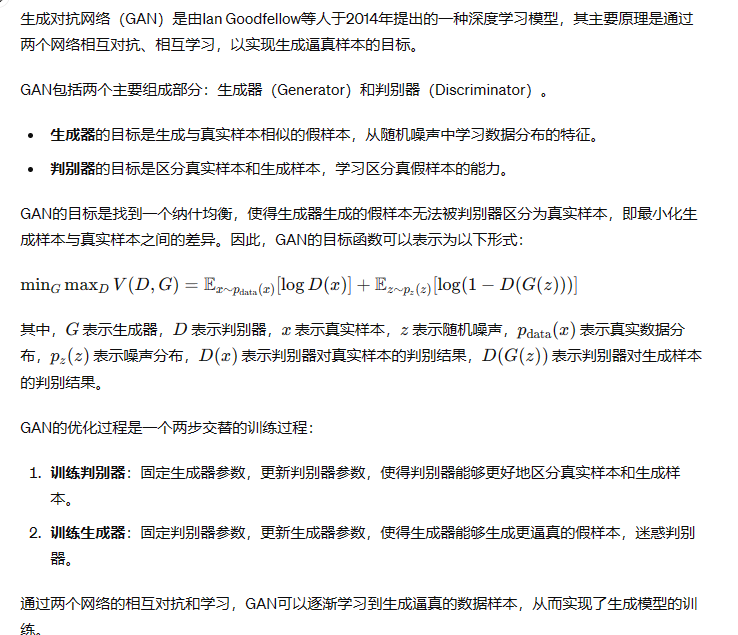 生成对抗网络（GAN）是由Ian Goodfellow等人于2014年提出的一种深度学习模型，其主要原理是通过
两个网络相互对抗、相互学习，以实现生成逼真样本的目标。
GAN包括两个主要组成部分：生成器（Generator）和判别器（Discriminator）。
• 生成器的目标是生成与真实样本相似的假样本，从随机噪声中学习数据分布的特征。
• 判别器的目标是区分真实样本和生成样本，学习区分真假样本的能力。
GAN的目标是找到一个纳什均衡，使得生成器生成的假样本无法被判别器区分为真实样本，即最小化生
成样本与真实样本之间的差异。因此，GAN的目标函数可以表示为以下形式：
min_G max_D V(D, G) = 𝔼_{x∼p_data(x)}[log D(x)] + 𝔼_{z∼p_z(z)}[log(1 − D(G(z)))]
其中，G 表示生成器，D 表示判别器，x 表示真实样本，z 表示随机噪声，p_data(x) 表示真实数据分
布，p_z(z) 表示噪声分布，D(x) 表示判别器对真实样本的判别结果，D(G(z)) 表示判别器对生成样本
的判别结果。
GAN的优化过程是一个两步交替的训练过程：
1. 训练判别器：固定生成器参数，更新判别器参数，使得判别器能够更好地区分真实样本和生成样
本。
2. 训练生成器：固定判别器参数，更新生成器参数，使得生成器能够生成更逼真的假样本，迷惑判别
器。
通过两个网络的相互对抗和学习，GAN可以逐渐学习到生成逼真的数据样本，从而实现了生成模型的训
练。